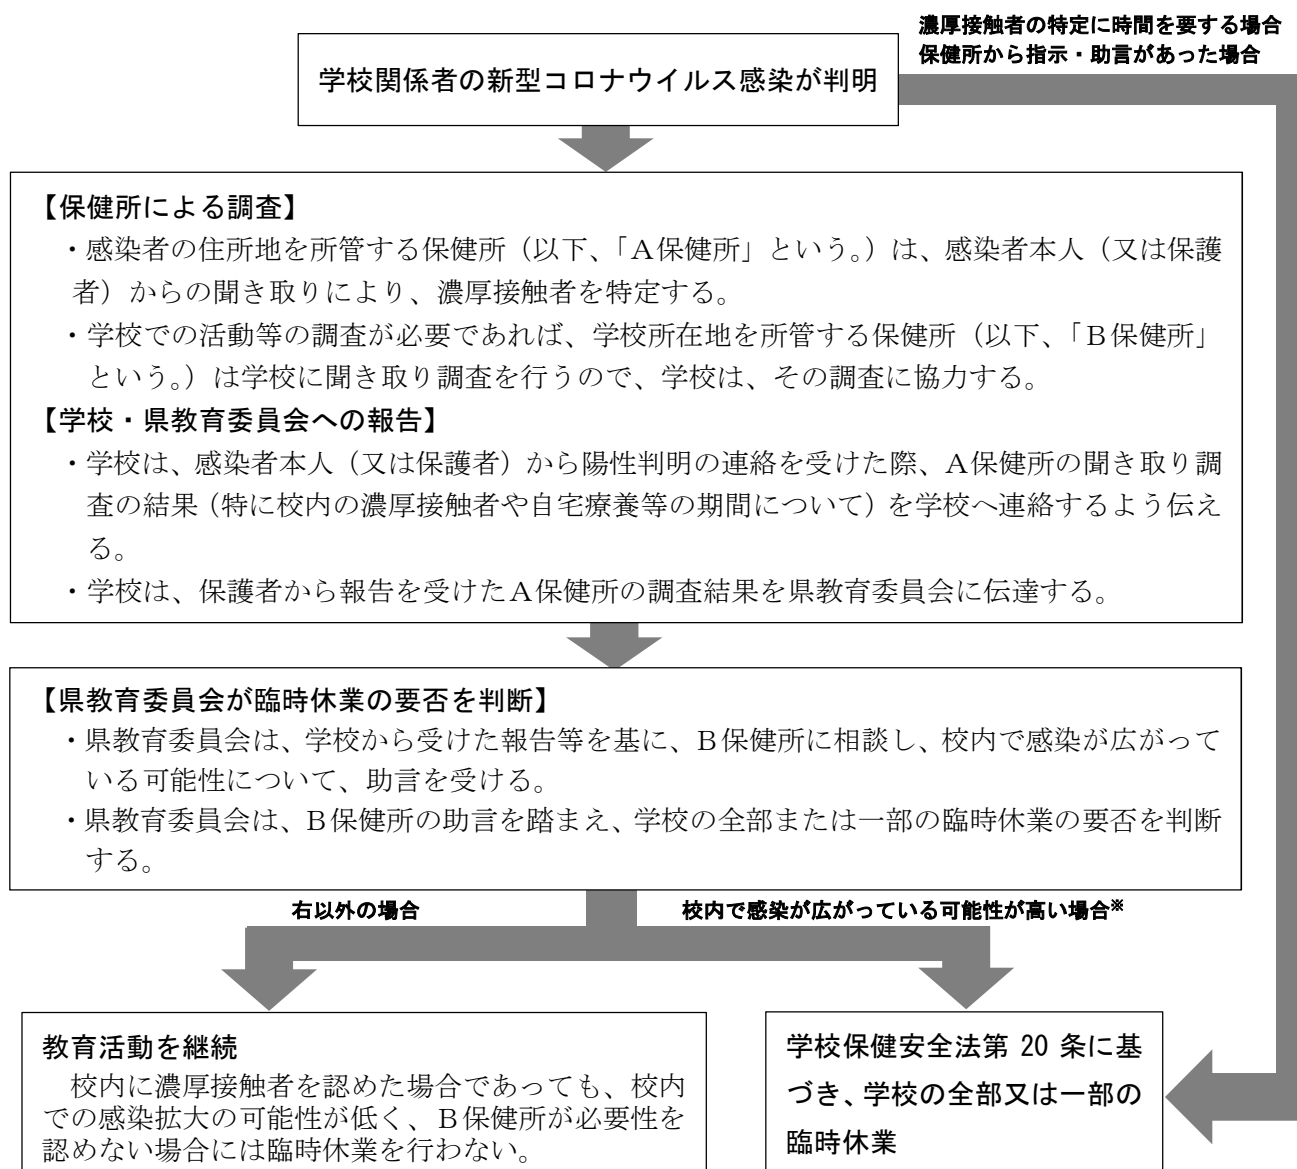 濃厚接触者の特定に時間を要する場合
保健所から指示・助言があった場合
学校関係者の新型コロナウイルス感染が判明
【保健所による調査】
・感染者の住所地を所管する保健所（以下、「Ａ保健所」という。）は、感染者本人（又は保護
者）からの聞き取りにより、濃厚接触者を特定する。
・学校での活動等の調査が必要であれば、学校所在地を所管する保健所（以下、「Ｂ保健所」
という。）は学校に聞き取り調査を行うので、学校は、その調査に協力する。
【学校・県教育委員会への報告】
・学校は、感染者本人（又は保護者）から陽性判明の連絡を受けた際、Ａ保健所の聞き取り調
査の結果（特に校内の濃厚接触者や自宅療養等の期間について）を学校へ連絡するよう伝え
る。
・学校は、保護者から報告を受けたＡ保健所の調査結果を県教育委員会に伝達する。
【県教育委員会が臨時休業の要否を判断】
・県教育委員会は、学校から受けた報告等を基に、Ｂ保健所に相談し、校内で感染が広がって
いる可能性について、助言を受ける。
・県教育委員会は、Ｂ保健所の助言を踏まえ、学校の全部または一部の臨時休業の要否を判断
する。
右以外の場合
校内で感染が広がっている可能性が高い場合※
教育活動を継続
校内に濃厚接触者を認めた場合であっても、校内
での感染拡大の可能性が低く、Ｂ保健所が必要性を
認めない場合には臨時休業を行わない。
学校保健安全法第 20 条に基
づき、学校の全部又は一部の
臨時休業